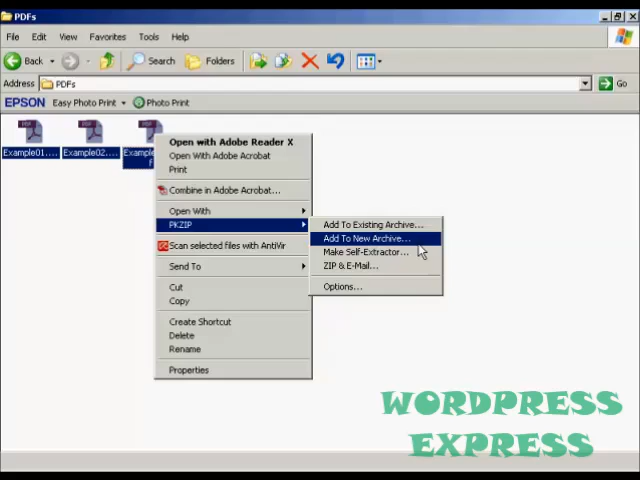 PDFs
File Edit View Favorites Tools Help
Back Search Folders
Address PDFs Go
EPSON Easy Photo Print Photo Print
Example01.... Example02.... Example
Open with Adobe Reader X
Open With Adobe Acrobat
Print
Combine in Adobe Acrobat...
Open With
PKZIP
Scan selected files with AntiVir
Send To
Cut
Copy
Create Shortcut
Delete
Rename
Properties
Add To Existing Archive...
Add To New Archive...
Make Self-Extractor...
ZIP & E-Mail...
Options...
WORDPRESS
EXPRESS